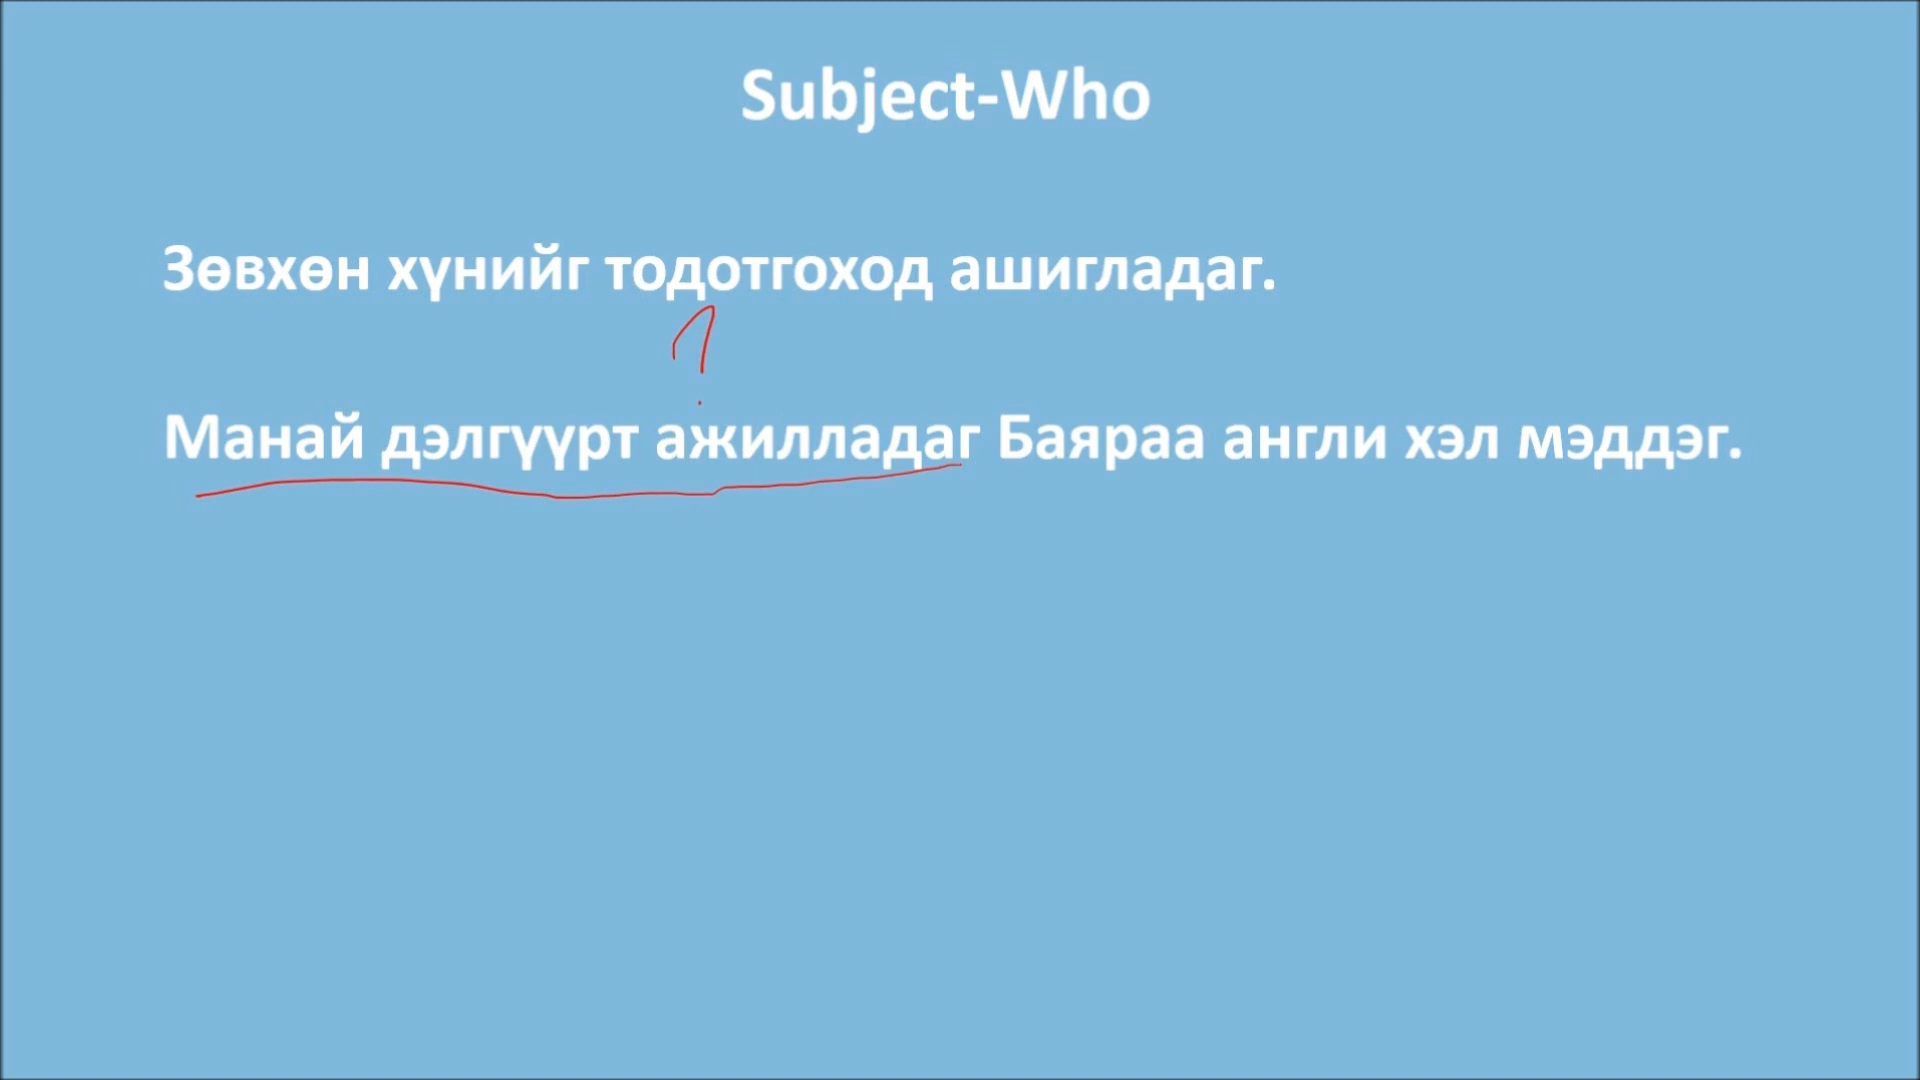 Subject-Who
Зөвхөн хүнийг тодотгоход ашигладаг.
?
Манай дэлгүүрт ажилладаг Баяраа англи хэл мэддэг.